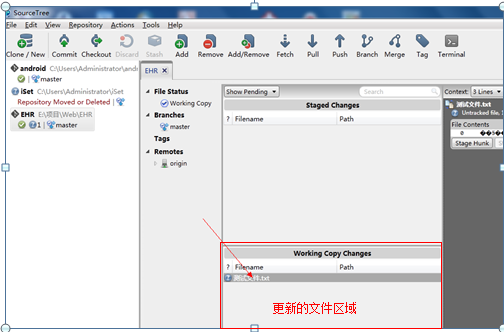 SourceTree
File Edit View Repository Actions Tools Help
Clone / New Commit Checkout Discard Stash Add Remove Add/Remove Fetch Pull Push Branch Merge Tag Terminal
android C:\Users\Administrator\andr
master
iSet C:\Users\Administrator\iSet
Repository Moved or Deleted
EHR E:\项目\Web\EHR
1 master
EHR
File Status
Working Copy
Branches
master
Tags
Remotes
origin
Show Pending Search
Staged Changes
? Filename Path
Working Copy Changes
? Filename Path
测试文件.txt
更新的文件区域
Context: 3 Lines
测试文件.txt
Untracked file,
File Contents
Stage Hunk